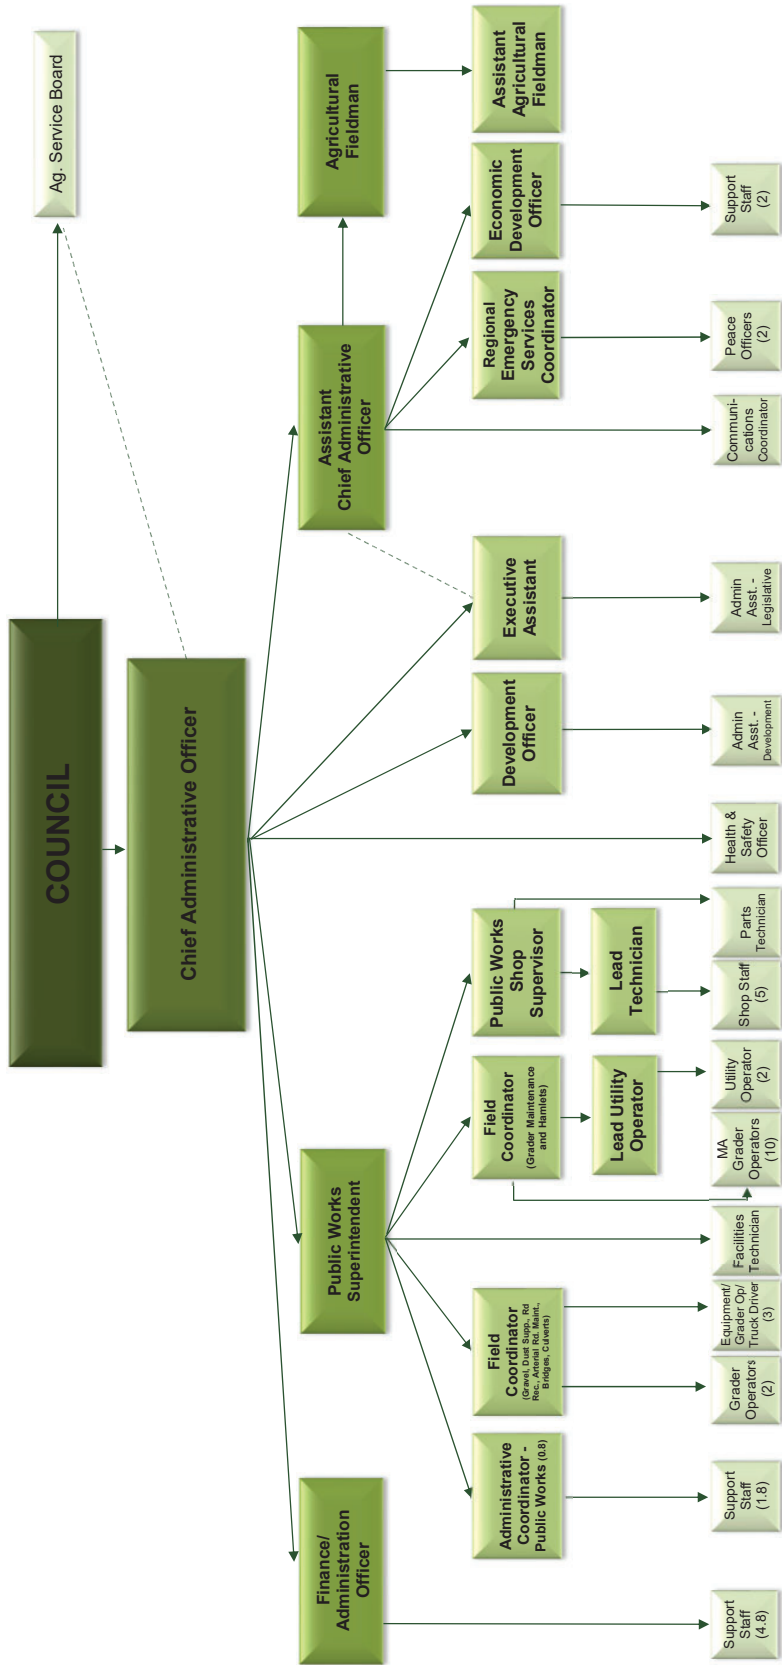 COUNCIL
Ag. Service Board
Chief Administrative Officer
Finance/
Administration
Officer
Public Works
Superintendent
Assistant
Chief Administrative
Officer
Agricultural
Fieldman
Administrative
Coordinator -
Public Works (0.8)
Field
Coordinator
(Gravel, Dust Supp., Rd
Rec., Arterial Rd. Maint.,
Bridges, Culverts)
Field
Coordinator
(Grader Maintenance
and Hamlets)
Public Works
Shop
Supervisor
Development
Officer
Executive
Assistant
Regional
Emergency
Services
Coordinator
Economic
Development
Officer
Assistant
Agricultural
Fieldman
Lead Utility
Operator
Lead
Technician
Support
Staff
(4.8)
Support
Staff
(1.8)
Grader
Operators
(2)
Equipment/
Grader Op/
Truck Driver
(3)
Facilities
Technician
MA
Grader
Operators
(10)
Utility
Operator
(2)
Shop Staff
(5)
Parts
Technician
Health &
Safety
Officer
Admin
Asst. -
Development
Admin
Asst. -
Legislative
Communi-
cations
Coordinator
Peace
Officers
(2)
Support
Staff
(2)